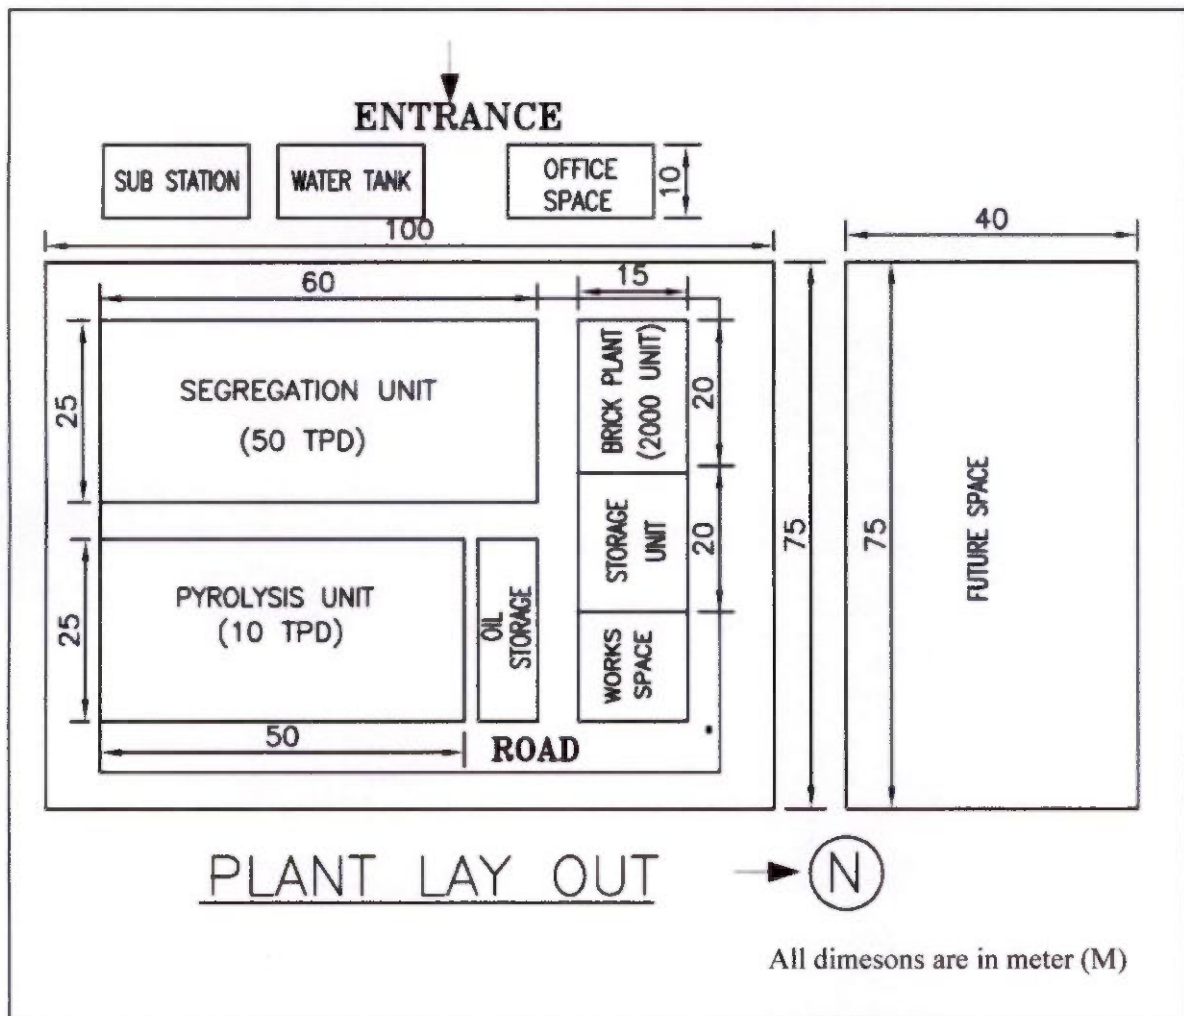 ENTRANCE
SUB STATION
WATER TANK
OFFICE
SPACE
10
100
40
60
15
SEGREGATION UNIT
(50 TPD)
25
BRICK PLANT
(2000 UNIT)
20
STORAGE
UNIT
20
75
75
FUTURE SPACE
PYROLYSIS UNIT
(10 TPD)
25
OIL
STORAGE
WORKS
SPACE
50
ROAD
PLANT LAY OUT
N
All dimesons are in meter (M)